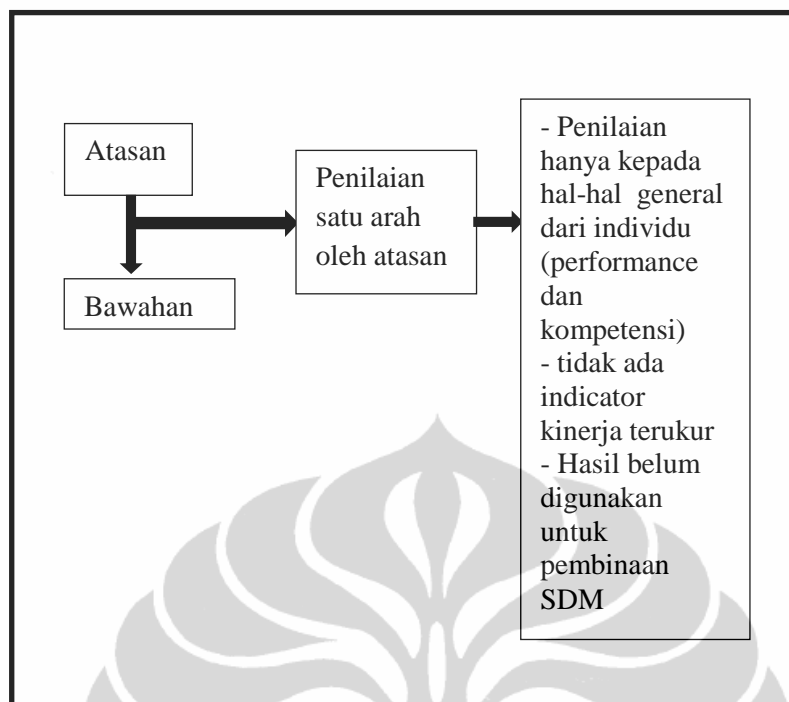 Atasan
Bawahan
Penilaian
satu arah
oleh atasan
- Penilaian
hanya kepada
hal-hal general
dari individu
(performance
dan
kompetensi)
- tidak ada
indicator
kinerja terukur
- Hasil belum
digunakan
untuk
pembinaan
SDM